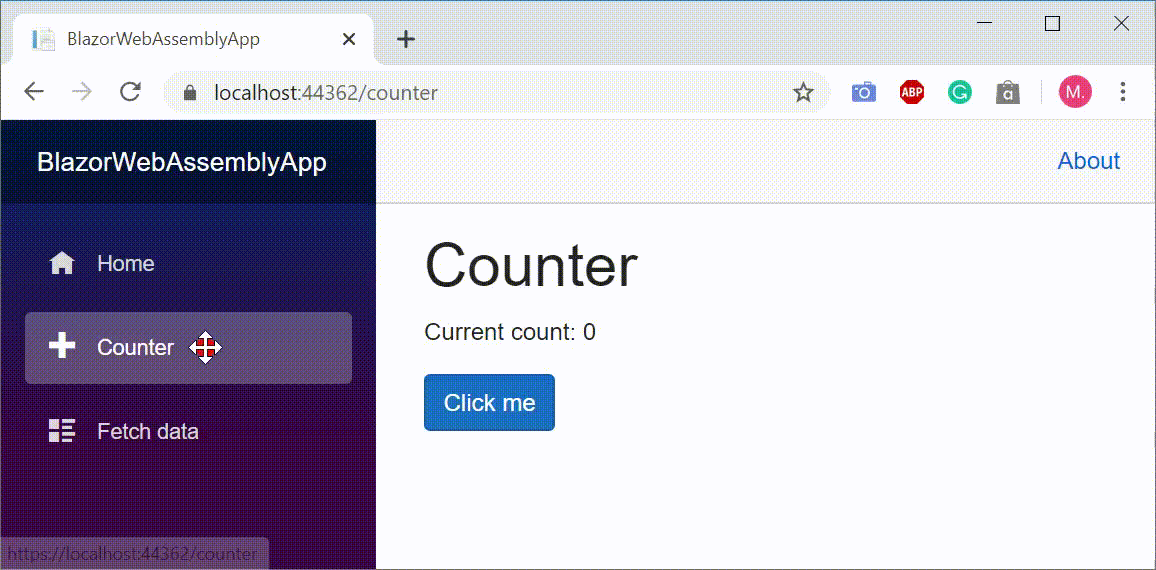 BlazorWebAssemblyApp
localhost:44362/counter
ABP
G
a
M.
BlazorWebAssemblyApp
About
Home
Counter
Fetch data
Counter
Current count: 0
Click me
https://localhost:44362/counter